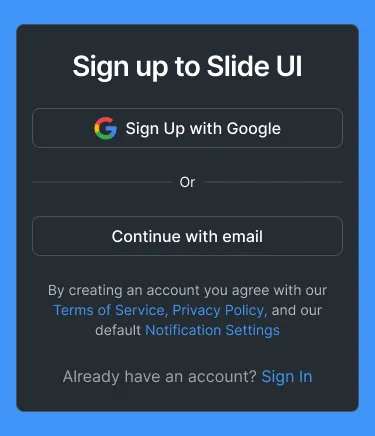 Sign up to Slide UI
Sign Up with Google
Or
Continue with email
By creating an account you agree with our
Terms of Service, Privacy Policy, and our
default Notification Settings
Already have an account? Sign In